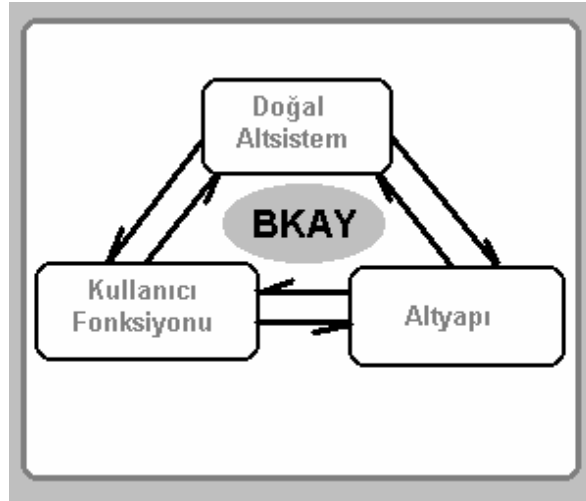 Doğal
Altsistem
BKAY
Kullanıcı
Fonksiyonu
Altyapı